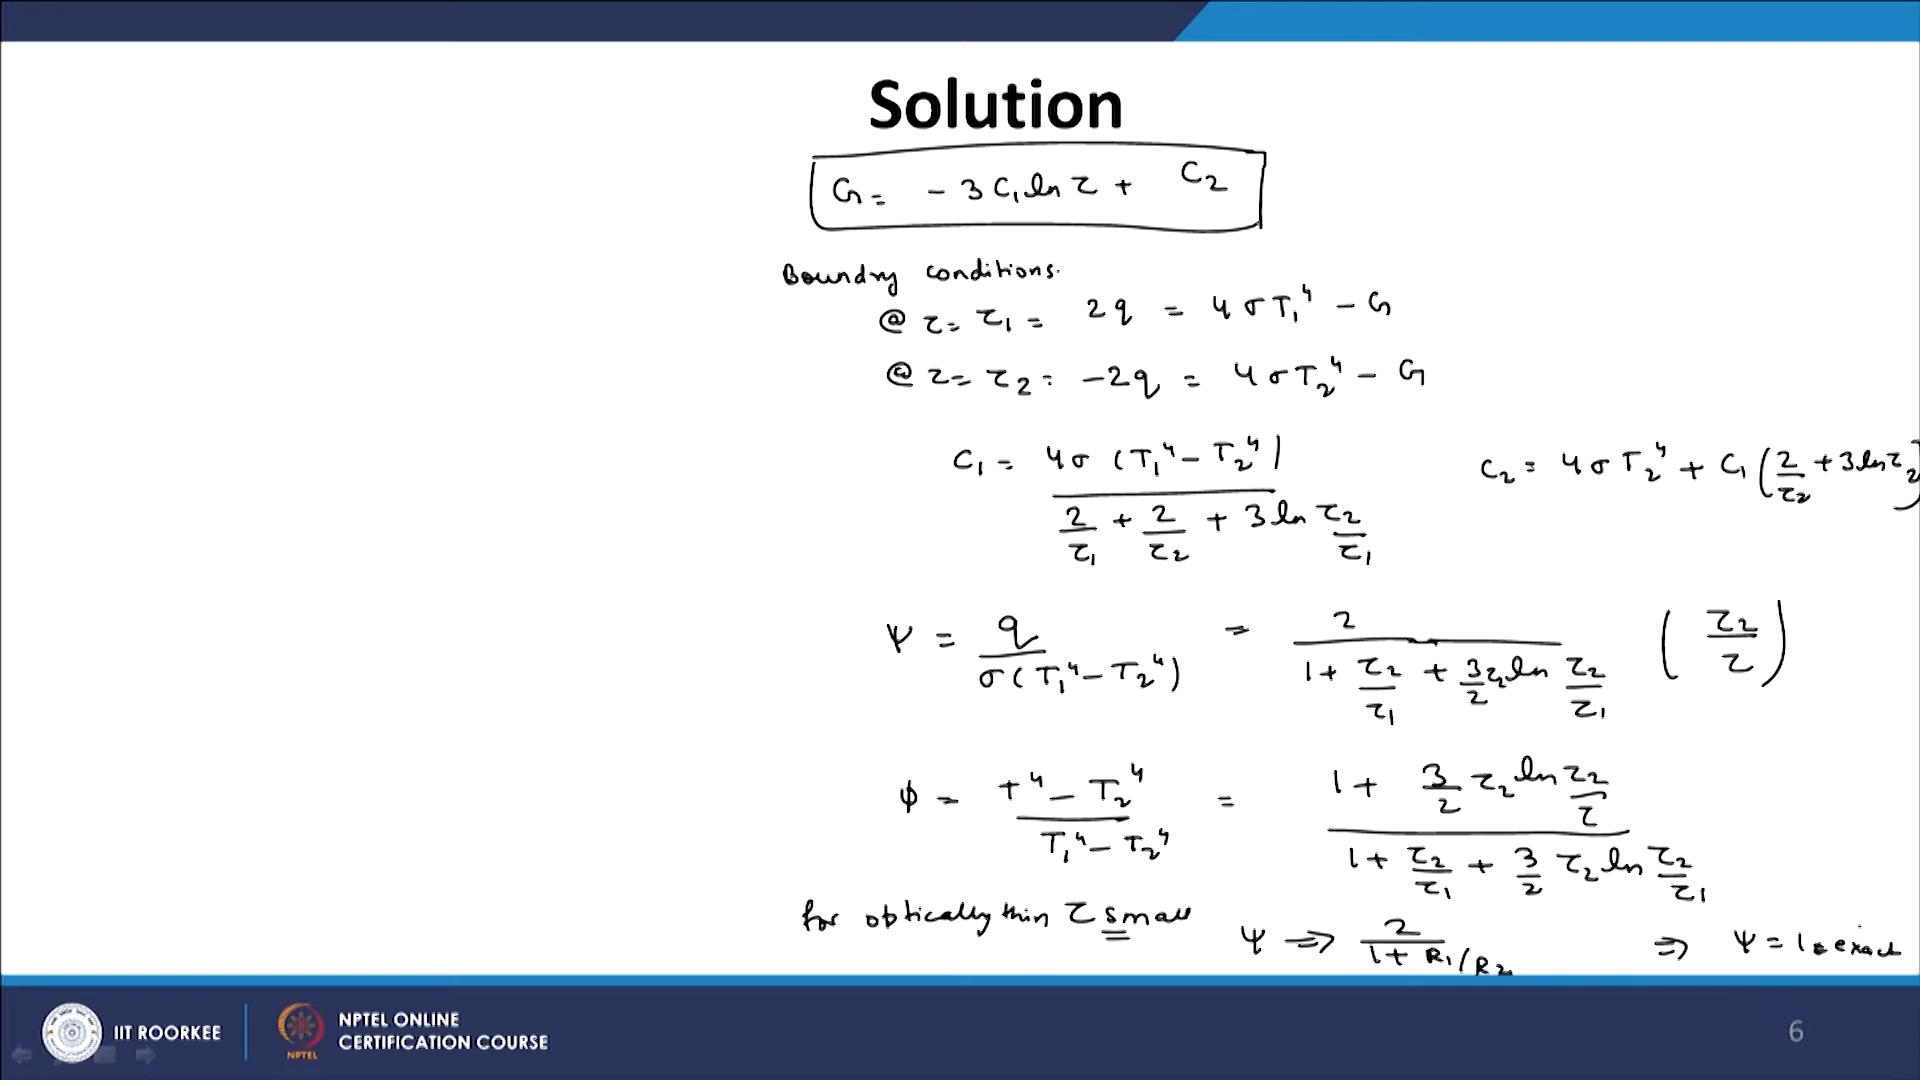 Solution
G = - 3 C₁ ln τ + C₂
Boundry conditions.
@ τ = τ₁ = 2q = 4σT₁⁴ - G
@ τ = τ₂ = -2q = 4σT₂⁴ - G
C₁ = 4σ (T₁⁴ - T₂⁴) / (2/τ₁ + 2/τ₂ + 3 ln τ₂/τ₁) C₂ = 4σT₂⁴ + C₁ (2/τ₂ + 3 ln τ₂)
Ψ = q / σ(T₁⁴ - T₂⁴) = 2 / (1 + τ₂/τ₁ + 3/2 τ₂ ln τ₂/τ₁) (τ₂/τ)
ϕ = (T⁴ - T₂⁴) / (T₁⁴ - T₂⁴) = (1 + 3/2 τ₂ ln τ₂/τ) / (1 + τ₂/τ₁ + 3/2 τ₂ ln τ₂/τ₁)
for optically thin τ small
Ψ ⇒ 2 / (1 + R₁/R₂) ⇒ Ψ = 1 exact
IIT ROORKEE
NPTEL
NPTEL ONLINE
CERTIFICATION COURSE
6